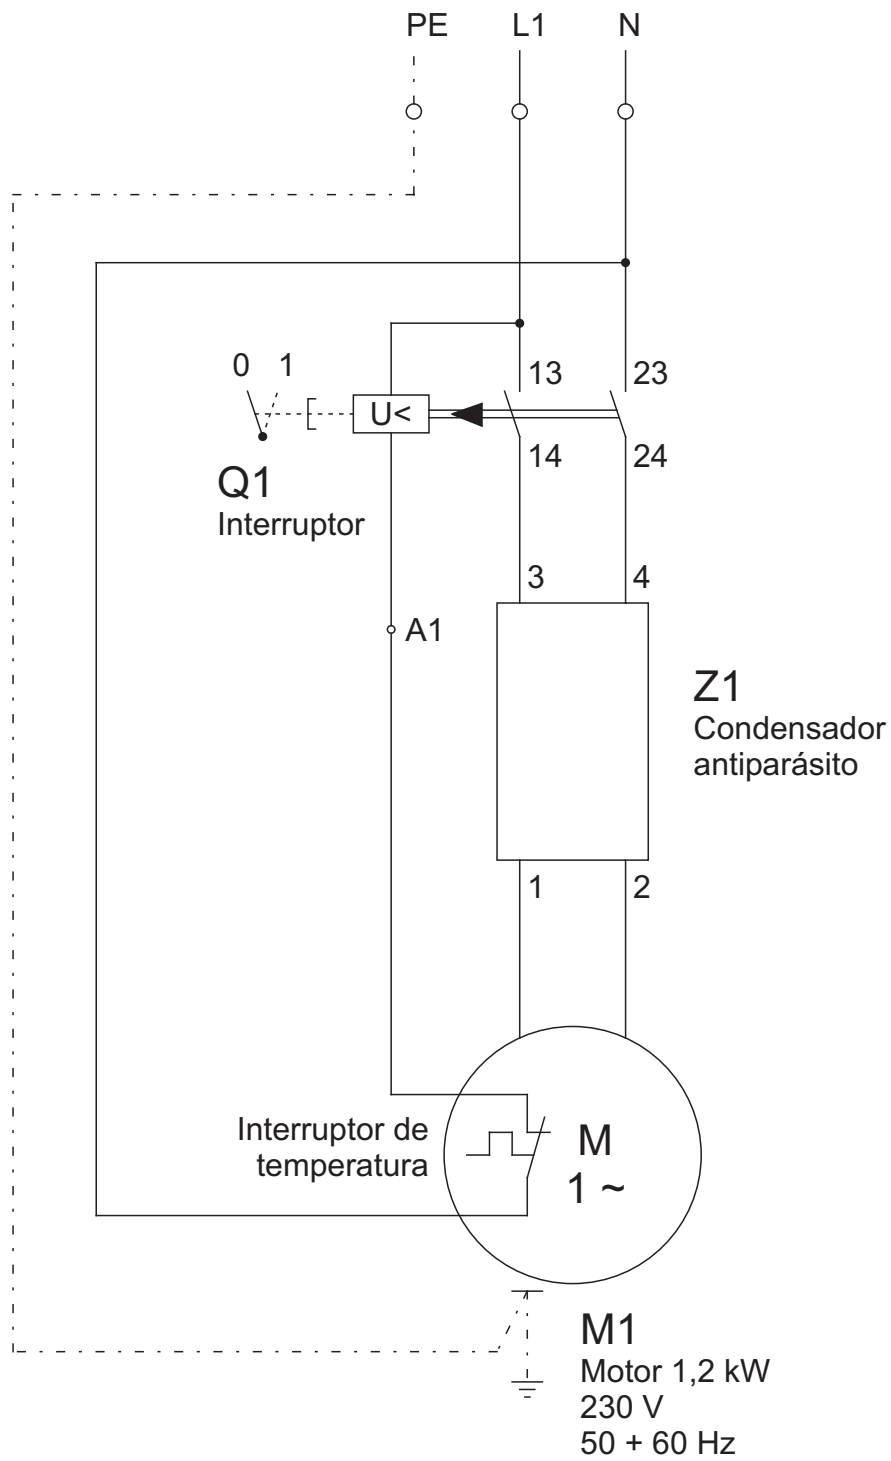 PE L1 N
0 1
13 23
U<
14 24
Q1
Interruptor
3 4
A1
Z1
Condensador
antiparásito
1 2
Interruptor de
temperatura
M
1 ~
M1
Motor 1,2 kW
230 V
50 + 60 Hz